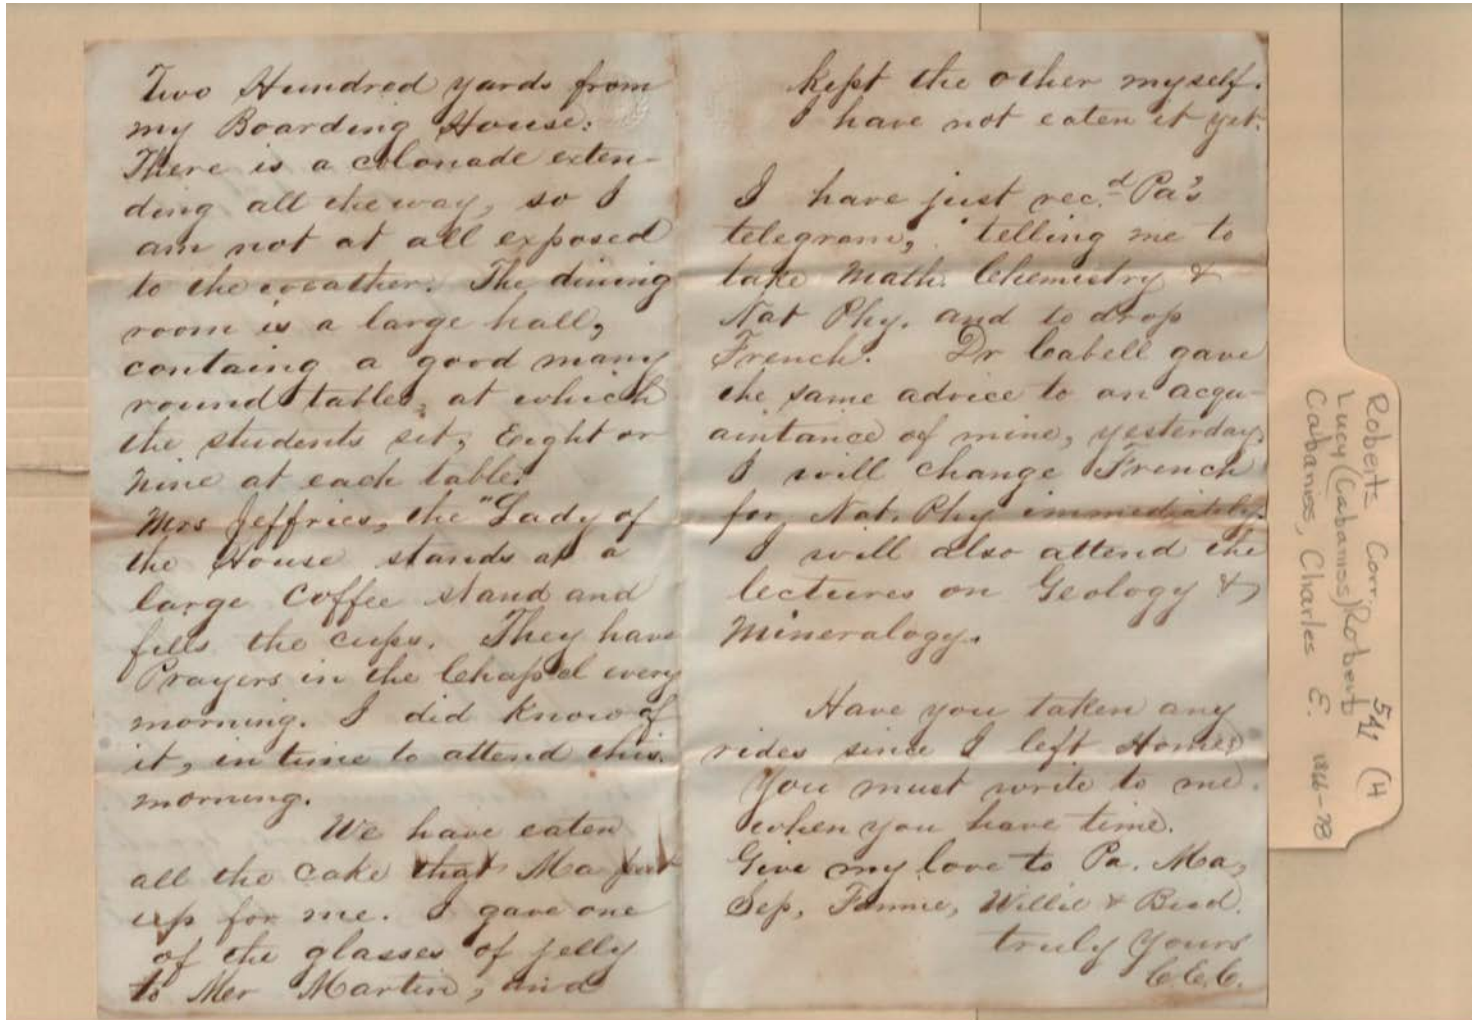 Two Hundred yards from
my Boarding House.
There is a colonade exten-
ding all the way, so I
am not at all exposed
to the weather. The dining
room is a large hall,
containg a good many
round tables, at which
the students sit, Eight or
Nine at each table.
Mrs Jeffries, the "Lady of
the House stands at a
large Coffee stand and
fills the cups. They have
Prayers in the Chapel every
morning. I did know of
it, in time to attend this
morning.
We have eaten
all the cake that Ma put
up for me. I gave one
of the glasses of jelly
to Mer Martin, and
kept the other myself.
I have not eaten it yet.
I have just rec.d Pa's
telegram, telling me to
take Math. Chemistry &
Nat Phy. and to drop
French. Dr Cabell gave
the same advice to an acqu-
aintance of mine, yesterday.
I will change French
for Nat. Phy immediately.
I will also attend the
lectures on Geology &
Mineralogy.
Have you taken any
rides since I left Home?
You must write to me.
when you have time.
Give my love to Pa. Ma,
Sep, Fannie, Willie & Bud.
truly Yours
C.E.C.
Roberts Corr. 541 (4
Lucy (Cabaniss) Robert
Cabaniss, Charles E. 1866-78